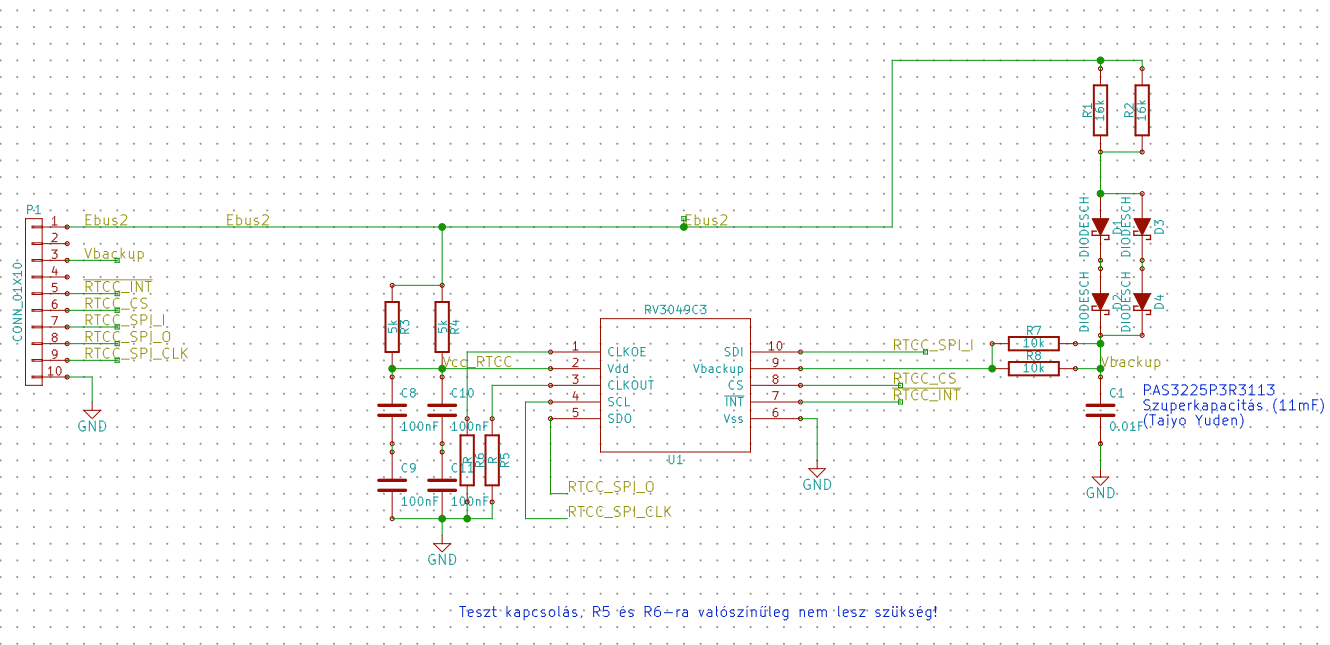 P1
CONN_01X10
1 Ebus2
2
3 Vbackup
4
5 RTCC_INT
6 RTCC_CS
7 RTCC_SPI_I
8 RTCC_SPI_O
9 RTCC_SPI_CLK
10
GND
Ebus2
Ebus2
5k R3
5k R4
Vcc_RTCC
C8
100nF
C10
100nF
C9
100nF
C11
100nF
R R6
R R5
GND
RV3049C3
1 CLKOE
2 Vdd
3 CLKOUT
4 SCL
5 SDO
SDI 10
Vbackup 9
CS 8
INT 7
Vss 6
U1
RTCC_SPI_O
RTCC_SPI_CLK
RTCC_SPI_I
RTCC_CS
RTCC_INT
GND
R1 16k
R2 16k
DIODESCH D1
DIODESCH D3
DIODESCH D2
DIODESCH D4
R7
10k
R8
10k
Vbackup
C1
0.01F
PAS3225P3R3113
Szuperkapacitás (11mF)
(Taiyo Yuden)
GND
Teszt kapcsolás, R5 és R6-ra valószínűleg nem lesz szükség!